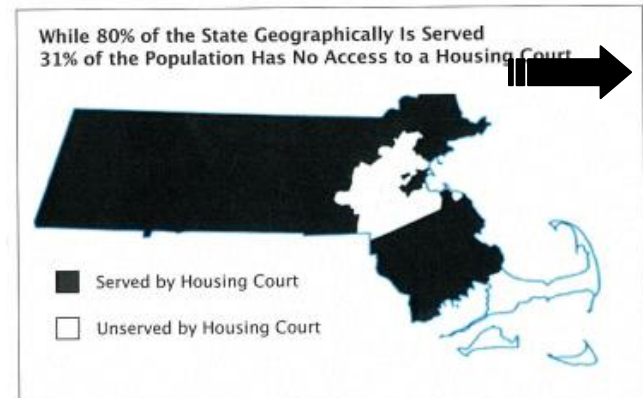 While 80% of the State Geographically Is Served
31% of the Population Has No Access to a Housing Court
Served by Housing Court
Unserved by Housing Court